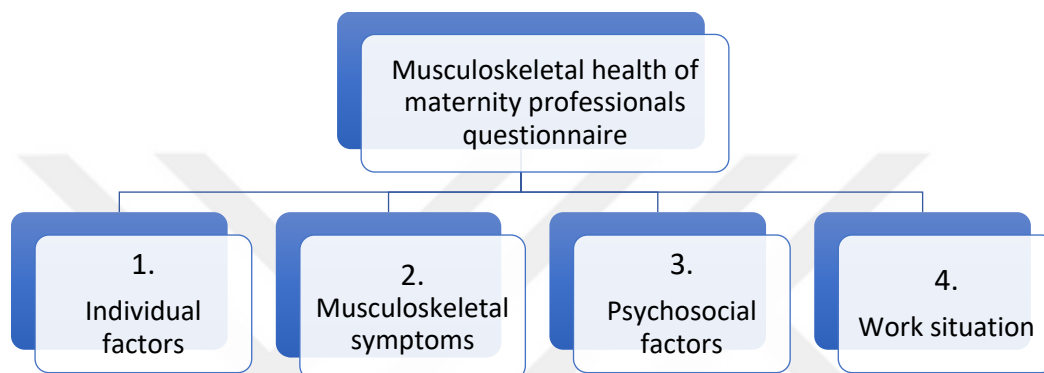 Musculoskeletal health of
maternity professionals
questionnaire
1.
Individual
factors
2.
Musculoskeletal
symptoms
3.
Psychosocial
factors
4.
Work situation